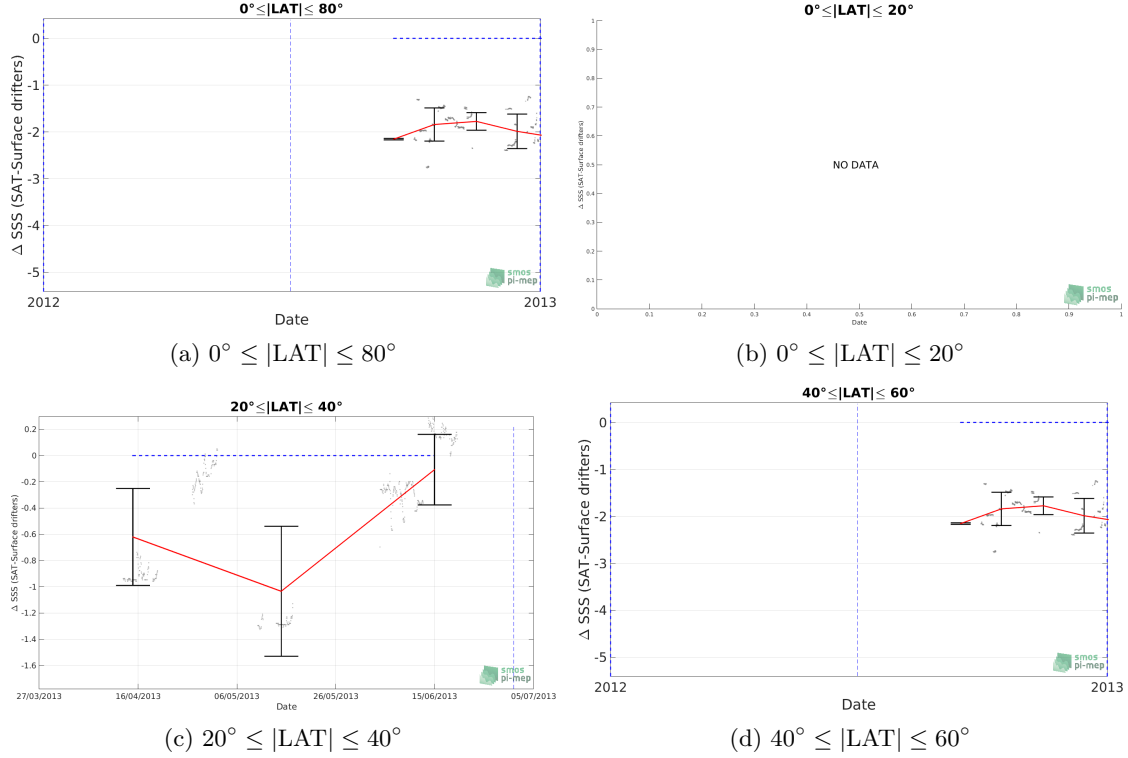 0°≤|LAT|≤ 80°
0
-1
-2
-3
-4
-5
Δ SSS (SAT-Surface drifters)
2012
2013
Date
smos
pi-mep
(a) 0° ≤ |LAT| ≤ 80°
0°≤|LAT|≤ 20°
1
0.9
0.8
0.7
0.6
0.5
0.4
0.3
0.2
0.1
0
Δ SSS (SAT-Surface drifters)
NO DATA
0 0.1 0.2 0.3 0.4 0.5 0.6 0.7 0.8 0.9 1
Date
smos
pi-mep
(b) 0° ≤ |LAT| ≤ 20°
20°≤|LAT|≤ 40°
0.2
0
-0.2
-0.4
-0.6
-0.8
-1
-1.2
-1.4
-1.6
Δ SSS (SAT-Surface drifters)
27/03/2013 16/04/2013 06/05/2013 26/05/2013 15/06/2013 05/07/2013
Date
smos
pi-mep
(c) 20° ≤ |LAT| ≤ 40°
40°≤|LAT|≤ 60°
0
-1
-2
-3
-4
-5
Δ SSS (SAT-Surface drifters)
2012
2013
Date
smos
pi-mep
(d) 40° ≤ |LAT| ≤ 60°